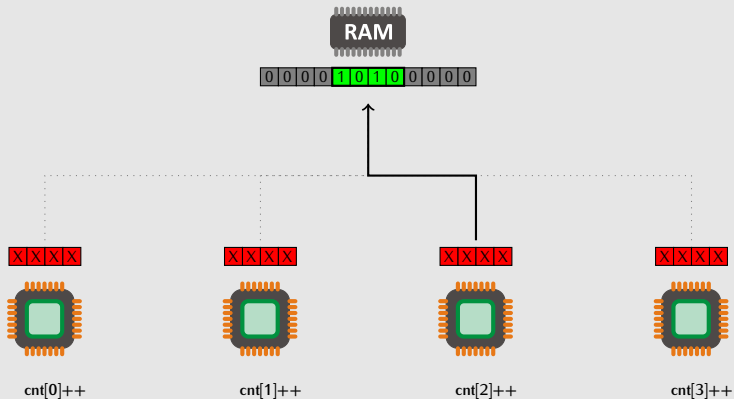 RAM
0 0 0 0 1 0 1 0 0 0 0 0
X X X X X X X X X X X X X X X X
cnt[0]++ cnt[1]++ cnt[2]++ cnt[3]++